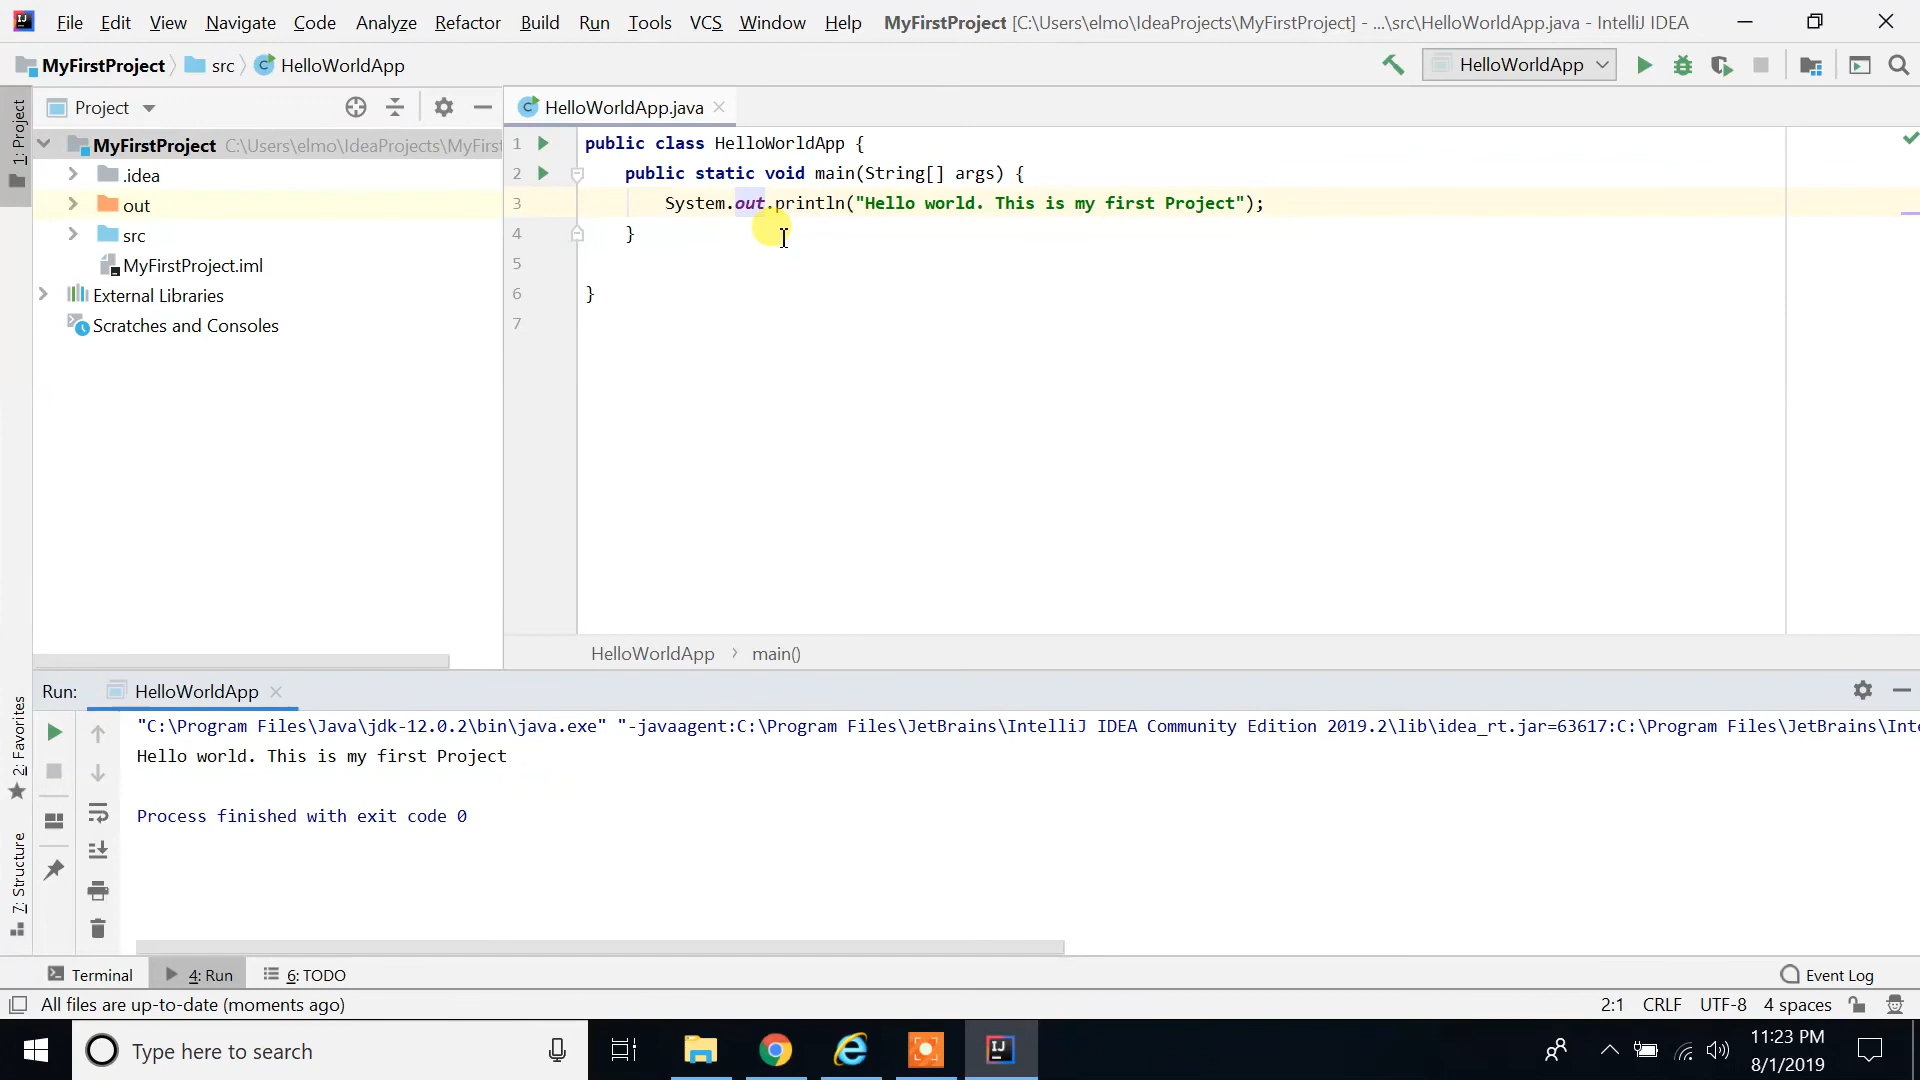 File Edit View Navigate Code Analyze Refactor Build Run Tools VCS Window Help MyFirstProject [C:\Users\elmo\IdeaProjects\MyFirstProject] - ...\src\HelloWorldApp.java - IntelliJ IDEA
MyFirstProject src HelloWorldApp
HelloWorldApp
1: Project
Project
MyFirstProject C:\Users\elmo\IdeaProjects\MyFirst
.idea
out
src
MyFirstProject.iml
External Libraries
Scratches and Consoles
HelloWorldApp.java
1 public class HelloWorldApp {
2 public static void main(String[] args) {
3 System.out.println("Hello world. This is my first Project");
4 }
5
6 }
7
HelloWorldApp > main()
2: Favorites
7: Structure
Run: HelloWorldApp
"C:\Program Files\Java\jdk-12.0.2\bin\java.exe" "-javaagent:C:\Program Files\JetBrains\IntelliJ IDEA Community Edition 2019.2\lib\idea_rt.jar=63617:C:\Program Files\JetBrains\Inte
Hello world. This is my first Project
Process finished with exit code 0
Terminal 4: Run 6: TODO Event Log
All files are up-to-date (moments ago) 2:1 CRLF UTF-8 4 spaces
Type here to search
11:23 PM
8/1/2019